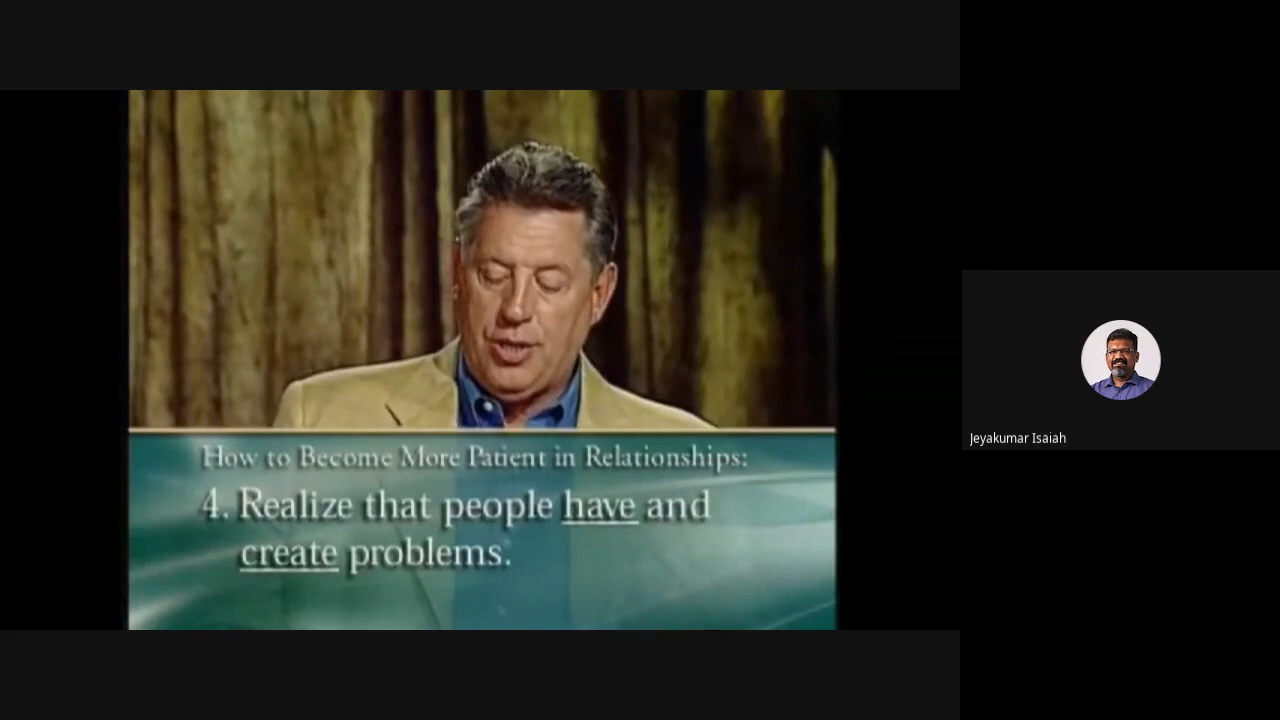 How to Become More Patient in Relationships:
4. Realize that people have and
create problems.
Jeyakumar Isaiah